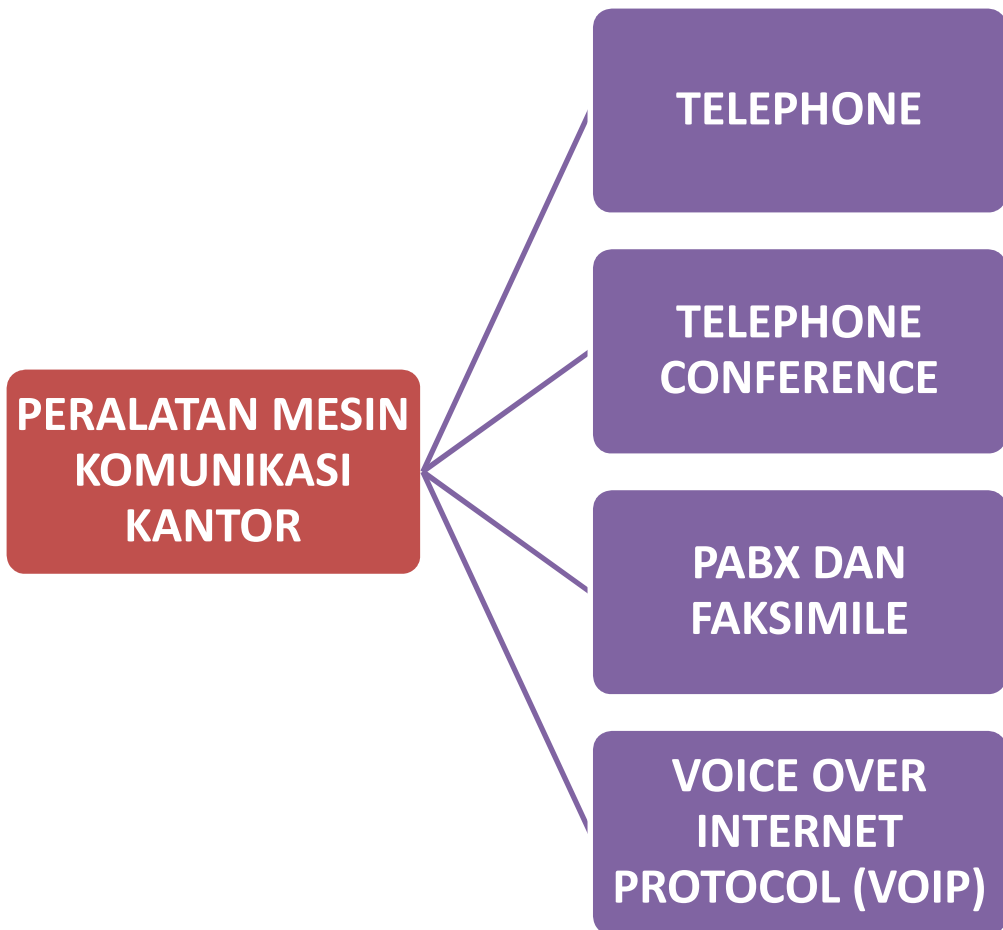 TELEPHONE
TELEPHONE
CONFERENCE
PERALATAN MESIN
KOMUNIKASI
KANTOR
PABX DAN
FAKSIMILE
VOICE OVER
INTERNET
PROTOCOL (VOIP)